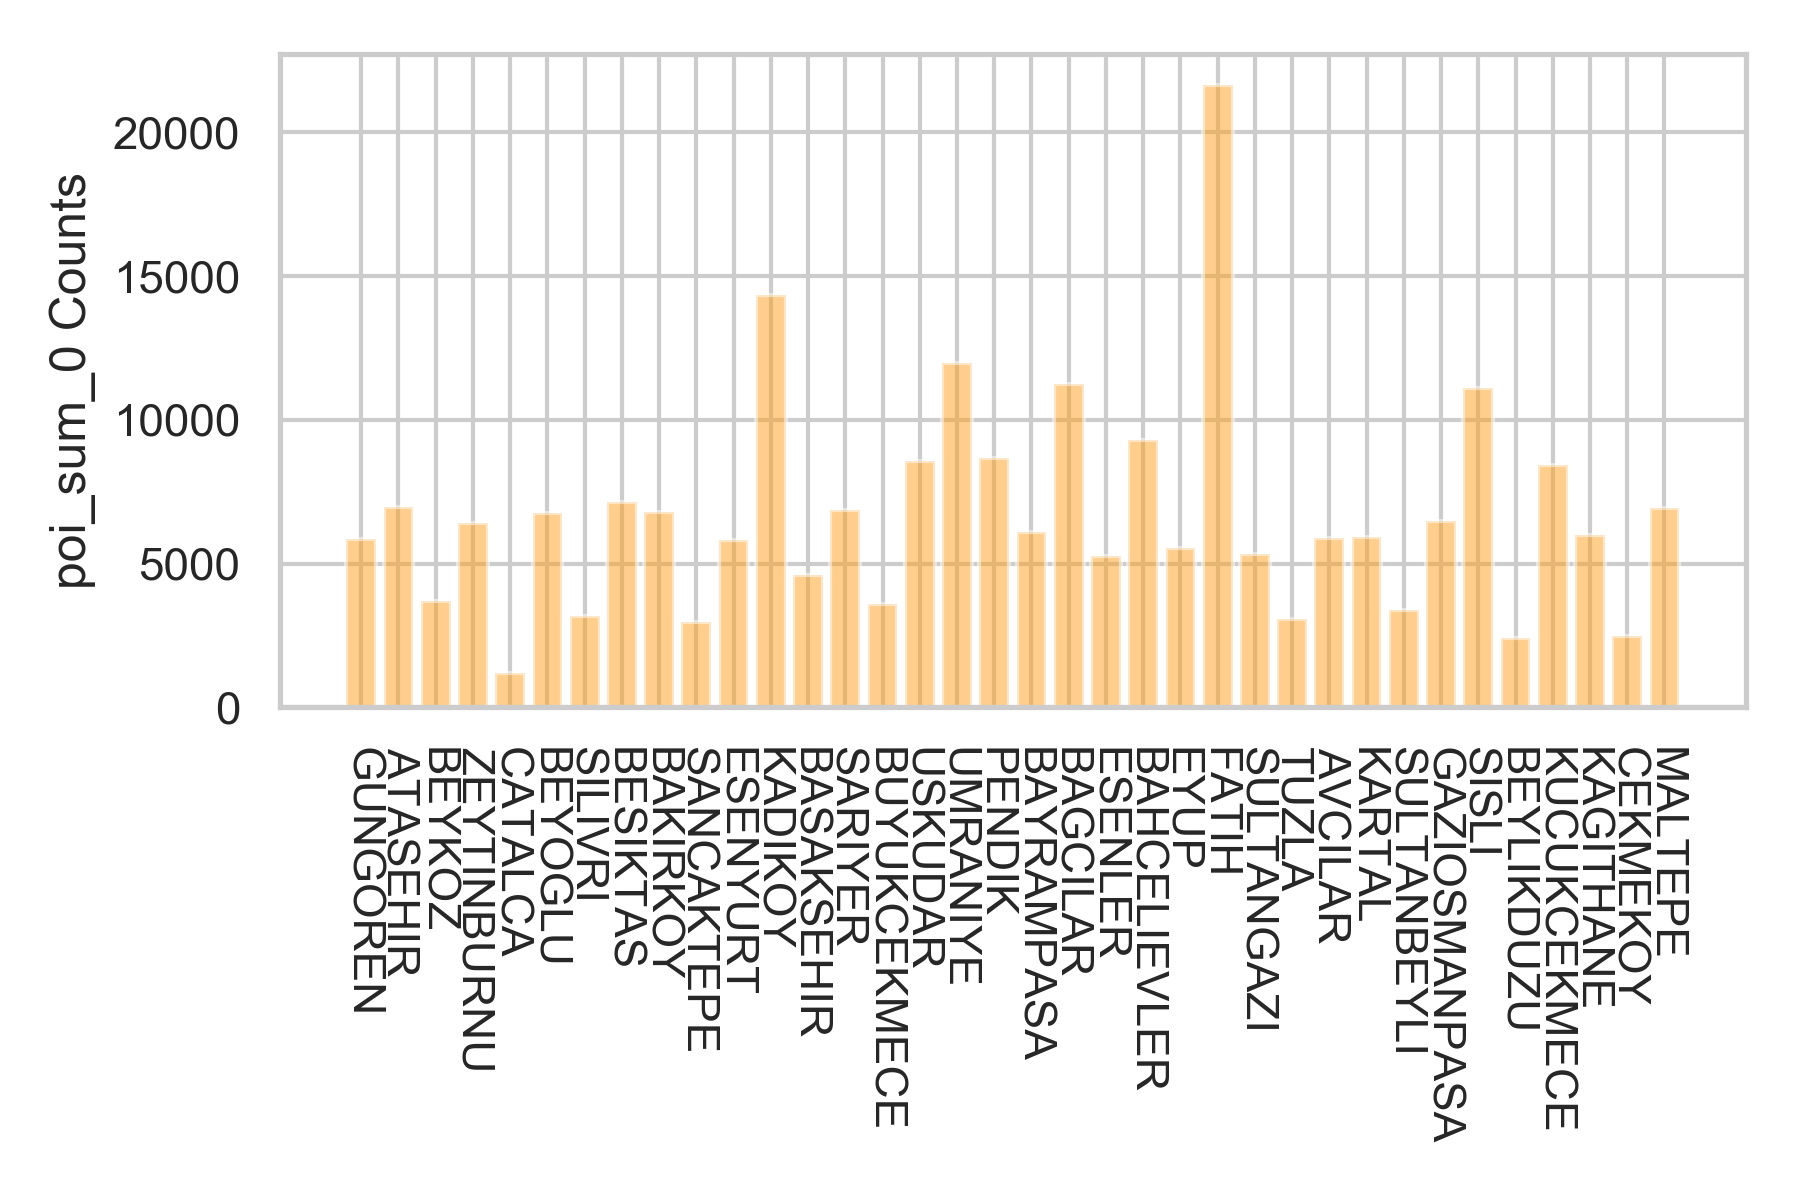 poi_sum_0 Counts
20000
15000
10000
5000
0
GUNGOREN
ATASEHIR
BEYKOZ
ZEYTINBURNU
CATALCA
BEYOGLU
SILIVRI
BESIKTAS
BAKIRKOY
SANCAKTEPE
ESENYURT
KADIKOY
BASAKSEHIR
SARIYER
BUYUKCEKMECE
USKUDAR
UMRANIYE
PENDIK
BAYRAMPASA
BAGCILAR
ESENLER
BAHCELIEVLER
EYUP
FATIH
SULTANGAZI
TUZLA
AVCILAR
KARTAL
SULTANBEYLI
GAZIOSMANPASA
SISLI
BEYLIKDUZU
KUCUKCEKMECE
KAGITHANE
CEKMEKOY
MALTEPE